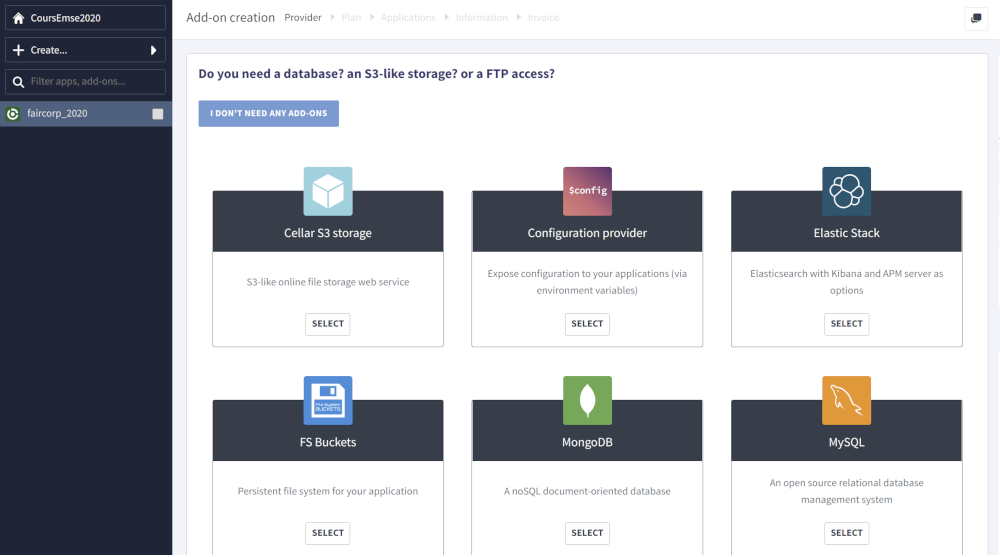 CoursEmse2020
Create...
Filter apps, add-ons...
faircorp_2020
Add-on creation Provider Plan Applications Information Invoice
Do you need a database? an S3-like storage? or a FTP access?
I DON'T NEED ANY ADD-ONS
Cellar S3 storage
S3-like online file storage web service
SELECT
$config
Configuration provider
Expose configuration to your applications (via
environment variables)
SELECT
Elastic Stack
Elasticsearch with Kibana and APM server as
options
SELECT
File System
BUCKETS
FS Buckets
Persistent file system for your application
SELECT
MongoDB
A noSQL document-oriented database
SELECT
MySQL
An open source relational database
management system
SELECT